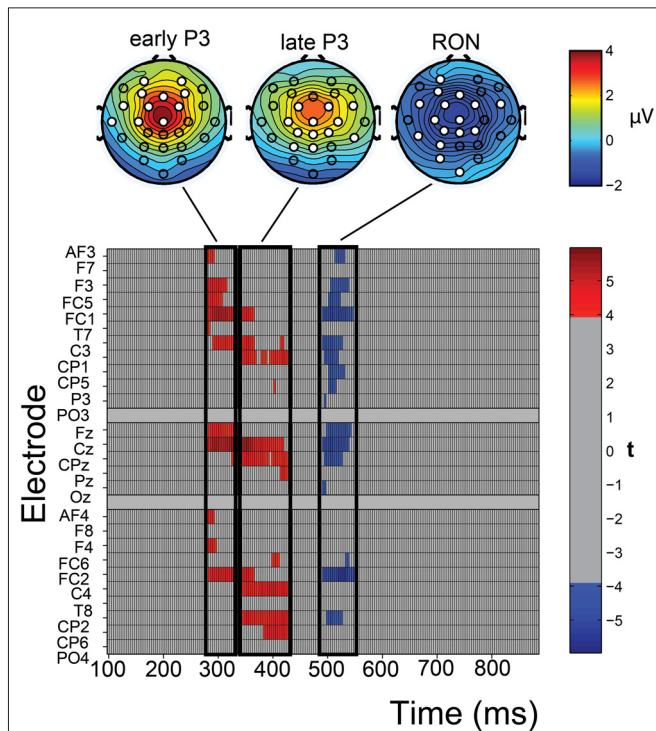 early P3 late P3 RON
4
2
μV
0
−2
AF3
F7
F3
FC5
FC1
T7
C3
CP1
CP5
P3
PO3
Fz
Cz
CPz
Pz
Oz
AF4
F8
F4
FC6
FC2
C4
T8
CP2
CP6
PO4
Electrode
100 200 300 400 500 600 700 800
Time (ms)
5
4
3
2
1
0
−1
−2
−3
−4
−5
t